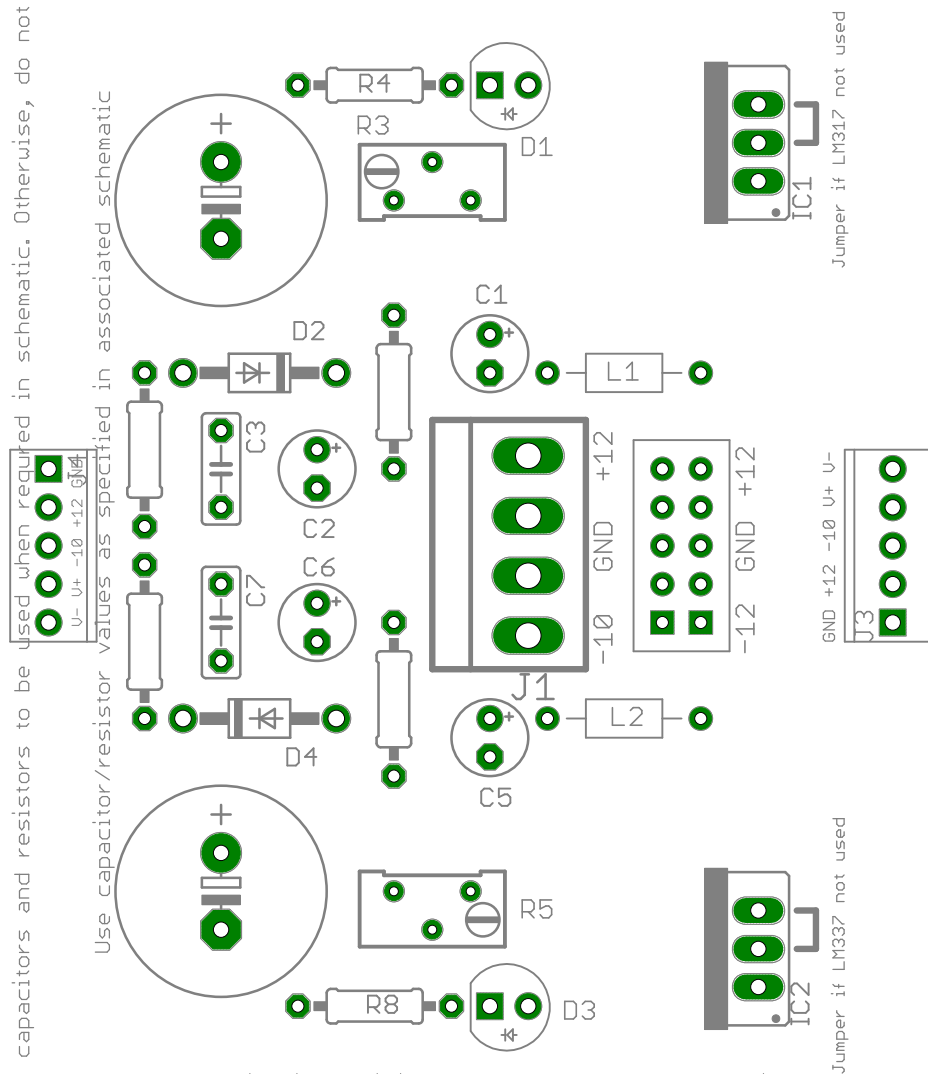 capacitors and resistors to be used when requred in schematic. Otherwise, do not
Use capacitor/resistor values as specified in associated schematic
R4
R3
D1
+
IC1
Jumper if LM317 not used
C1
+
D2
L1
C3
+
C2
+12
GND
-10
J1
+12
GND
-12
J4
GND
+12
-10
V+
V-
V-
V+
-10
+12
GND
J3
C6
+
C7
D4
L2
+
C5
+
R5
R8
D3
IC2
Jumper if LM337 not used